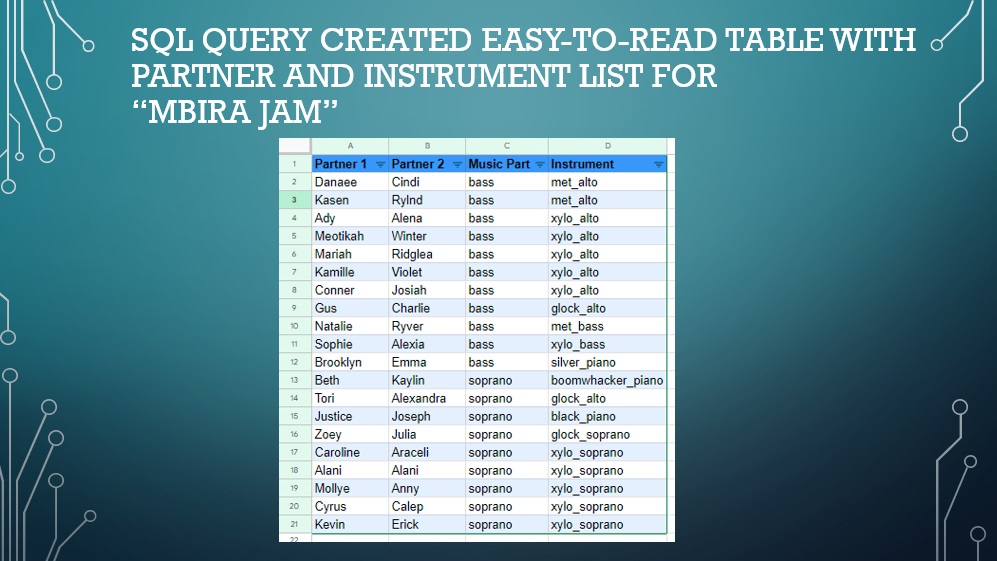 SQL QUERY CREATED EASY-TO-READ TABLE WITH
PARTNER AND INSTRUMENT LIST FOR
“MBIRA JAM”
A B C D
1 Partner 1 Partner 2 Music Part Instrument
2 Danaee Cindi bass met_alto
3 Kasen Rylnd bass met_alto
4 Ady Alena bass xylo_alto
5 Meotikah Winter bass xylo_alto
6 Mariah Ridglea bass xylo_alto
7 Kamille Violet bass xylo_alto
8 Conner Josiah bass xylo_alto
9 Gus Charlie bass glock_alto
10 Natalie Ryver bass met_bass
11 Sophie Alexia bass xylo_bass
12 Brooklyn Emma bass silver_piano
13 Beth Kaylin soprano boomwhacker_piano
14 Tori Alexandra soprano glock_alto
15 Justice Joseph soprano black_piano
16 Zoey Julia soprano glock_soprano
17 Caroline Araceli soprano xylo_soprano
18 Alani Alani soprano xylo_soprano
19 Mollye Anny soprano xylo_soprano
20 Cyrus Calep soprano xylo_soprano
21 Kevin Erick soprano xylo_soprano
22